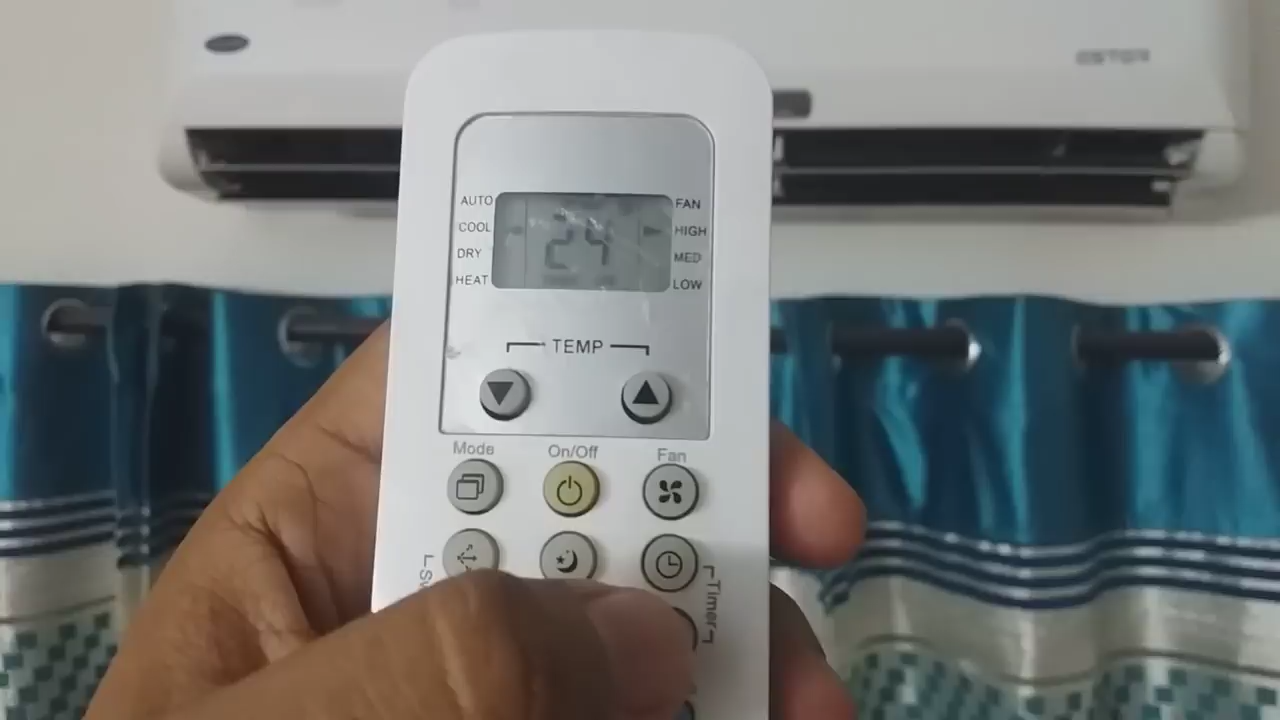 AUTO
FAN
COOL
HIGH
DRY
MED
HEAT
LOW
24
TEMP
Mode
On/Off
Fan
Timer